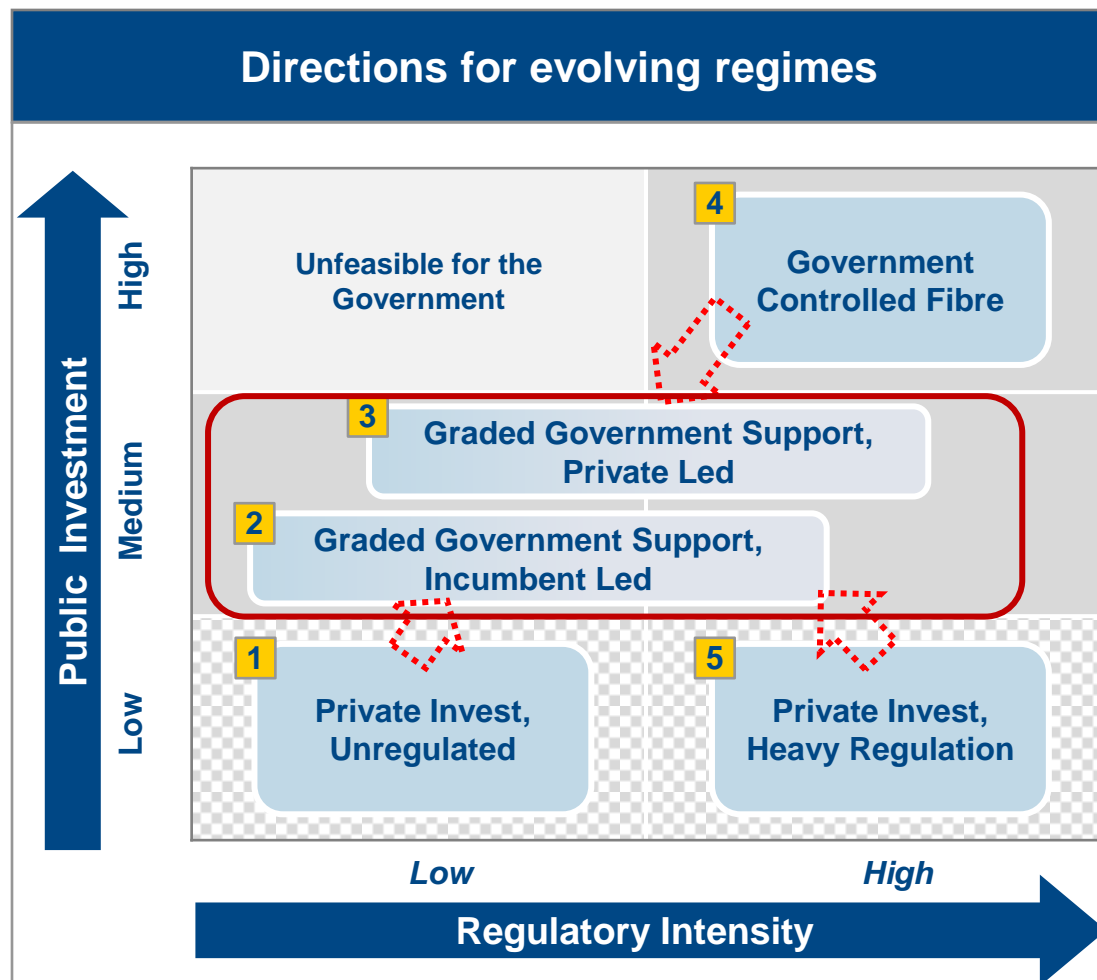 Directions for evolving regimes
Public Investment
High
Medium
Low
Unfeasible for the
Government
4
Government
Controlled Fibre
3
Graded Government Support,
Private Led
2
Graded Government Support,
Incumbent Led
1
Private Invest,
Unregulated
5
Private Invest,
Heavy Regulation
Low
High
Regulatory Intensity